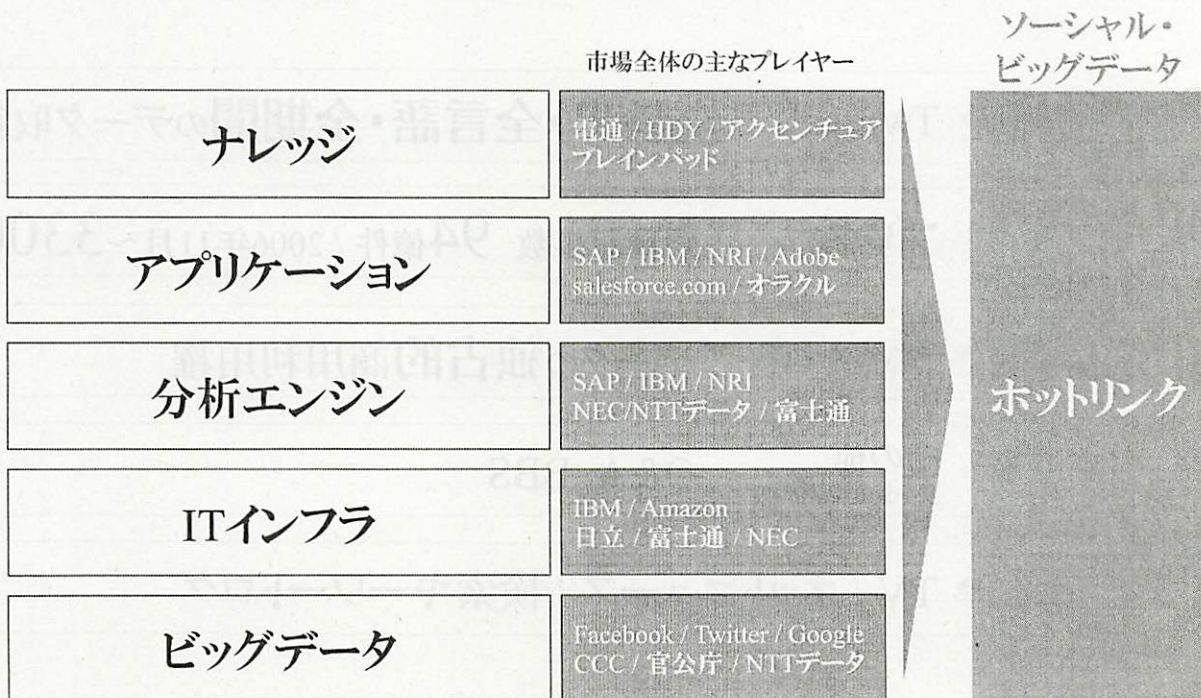 ソーシャル・
ビッグデータ
市場全体の主なプレイヤー
ナレッジ
電通 / HDY / アクセンチュア
ブレインパッド
アプリケーション
SAP / IBM / NRI / Adobe
salesforce.com / オラクル
分析エンジン
SAP / IBM / NRI
NEC/NTTデータ / 富士通
ホットリンク
ITインフラ
IBM / Amazon
日立 / 富士通 / NEC
ビッグデータ
Facebook / Twitter / Google
CCC / 官公庁 / NTTデータ